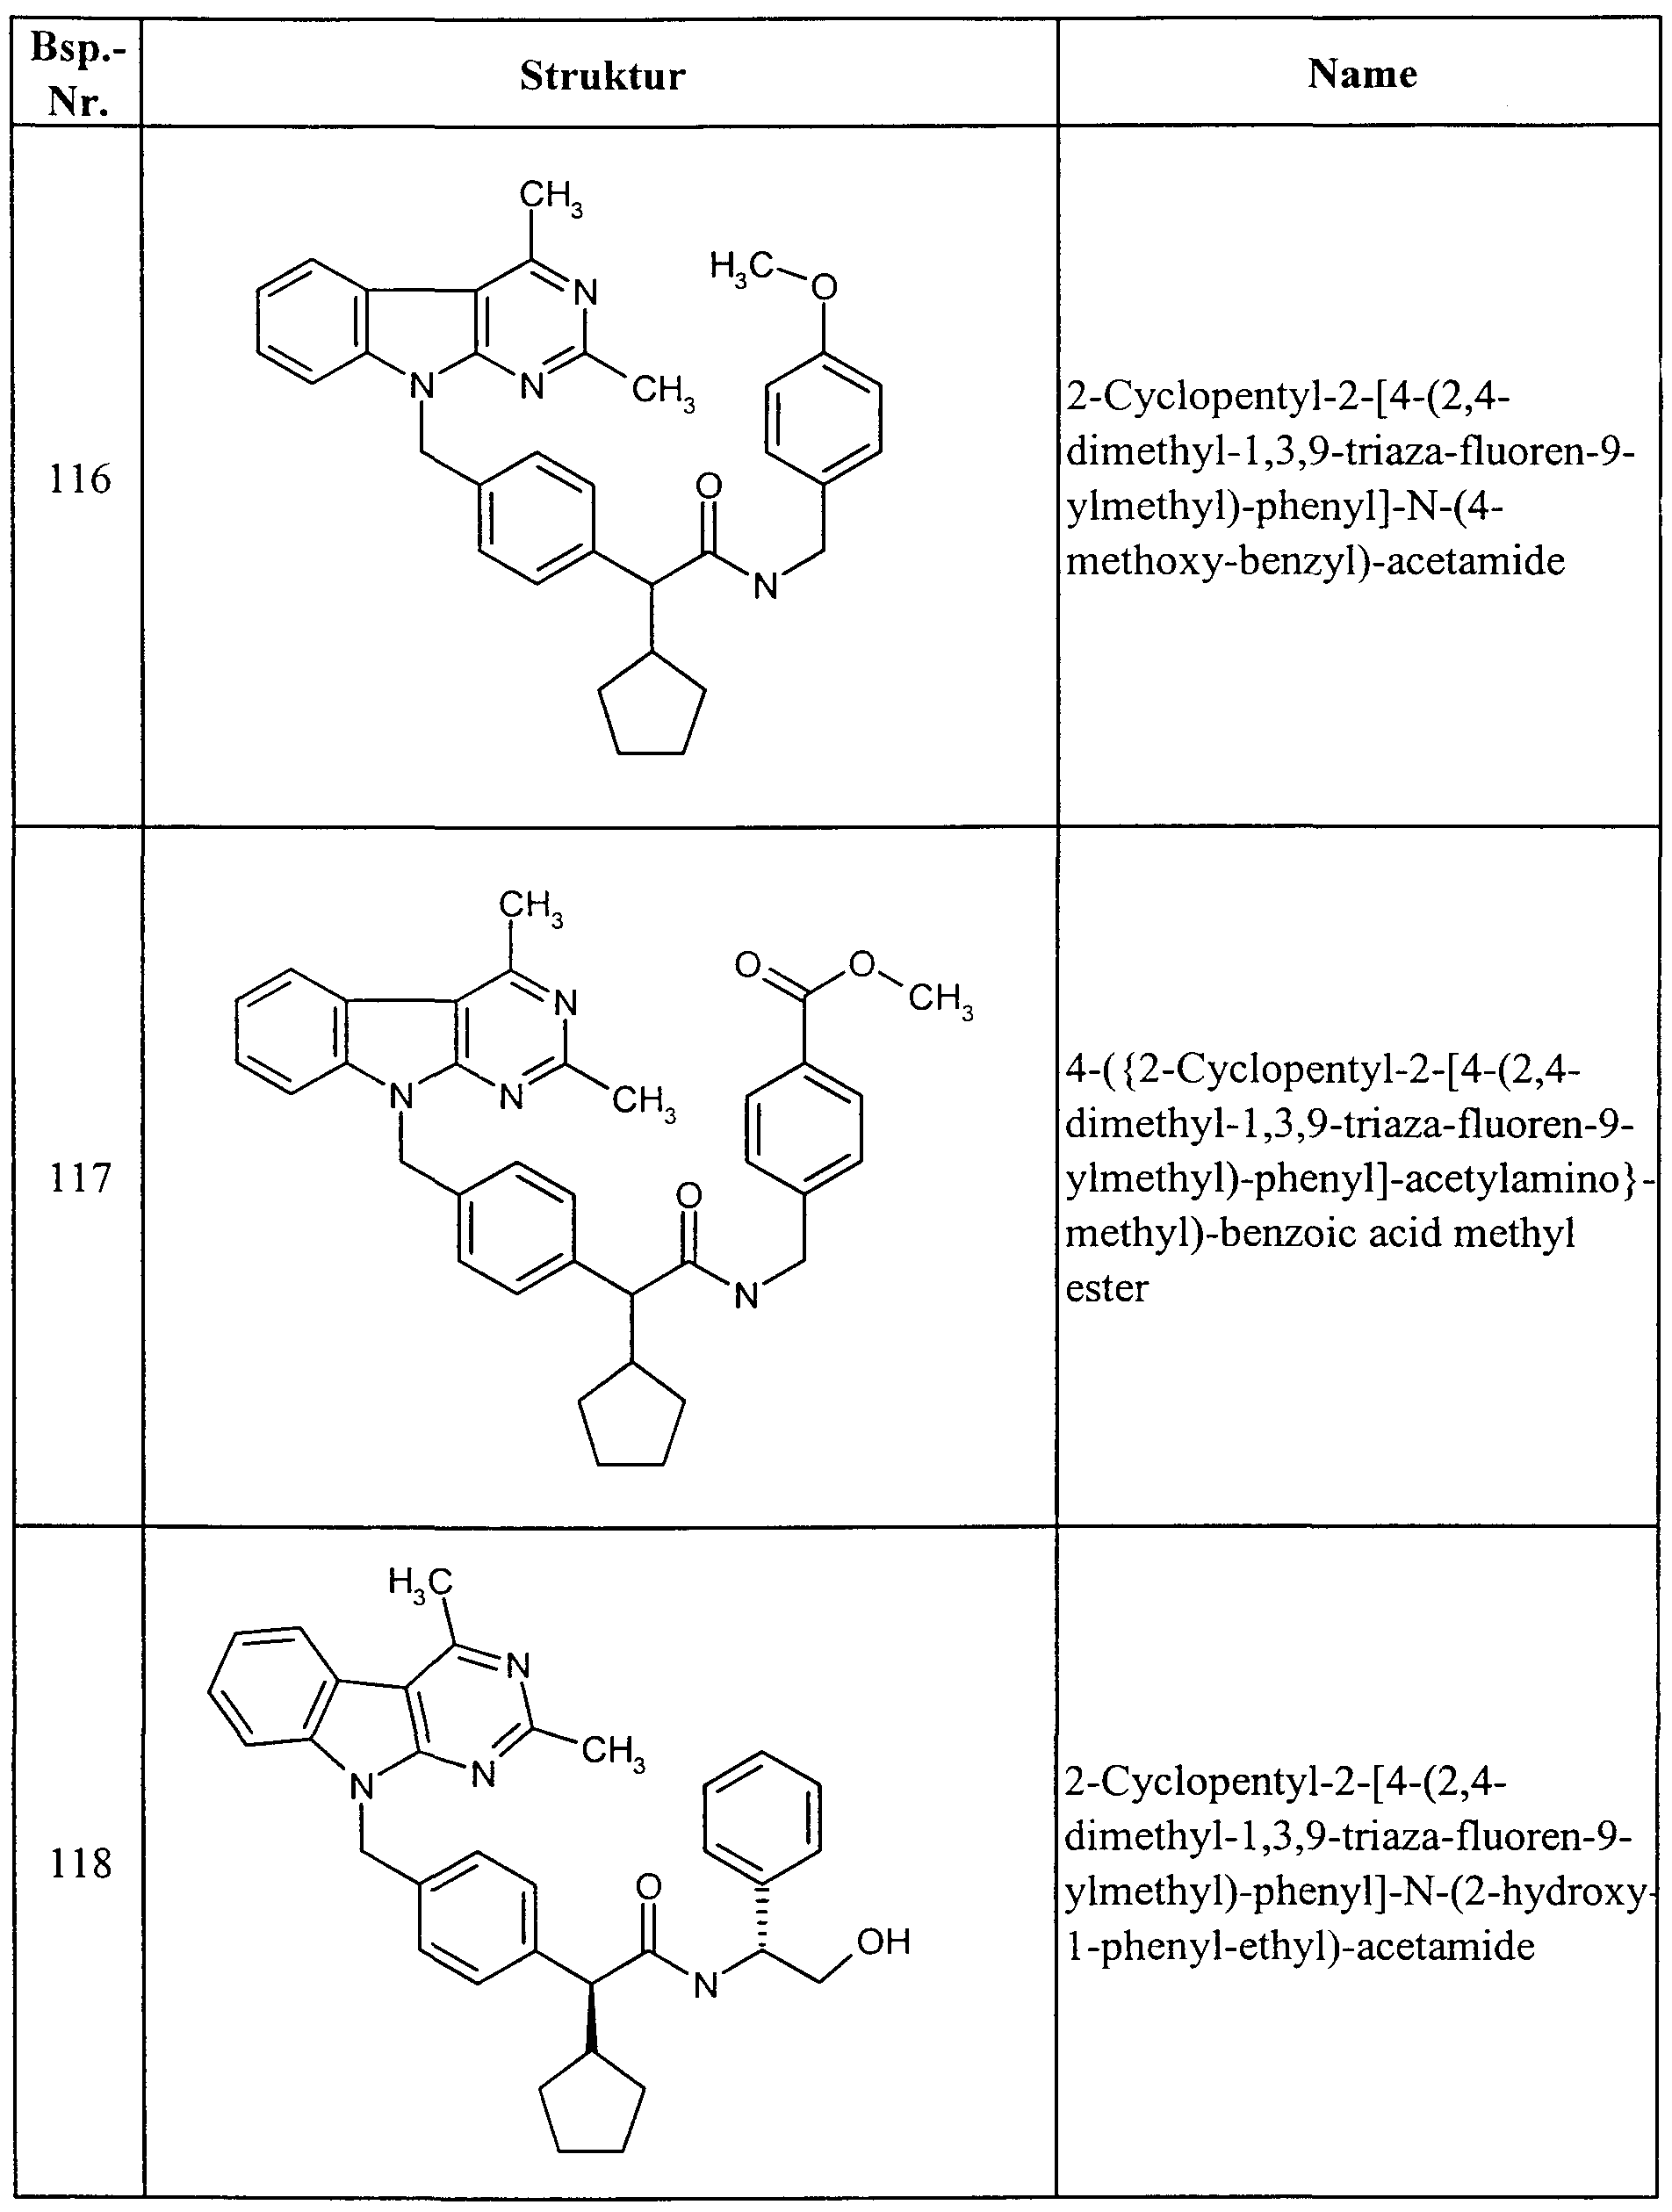 Bsp.-
Nr.
Struktur
Name
116
CH3
N
N
N
CH3
H3C
O
O
N
2-Cyclopentyl-2-[4-(2,4-
dimethyl-1,3,9-triaza-fluoren-9-
ylmethyl)-phenyl]-N-(4-
methoxy-benzyl)-acetamide
117
CH3
N
N
N
CH3
O
O
CH3
O
N
4-({2-Cyclopentyl-2-[4-(2,4-
dimethyl-1,3,9-triaza-fluoren-9-
ylmethyl)-phenyl]-acetylamino}-
methyl)-benzoic acid methyl
ester
118
H3C
N
N
N
CH3
O
N
OH
2-Cyclopentyl-2-[4-(2,4-
dimethyl-1,3,9-triaza-fluoren-9-
ylmethyl)-phenyl]-N-(2-hydroxy-
1-phenyl-ethyl)-acetamide